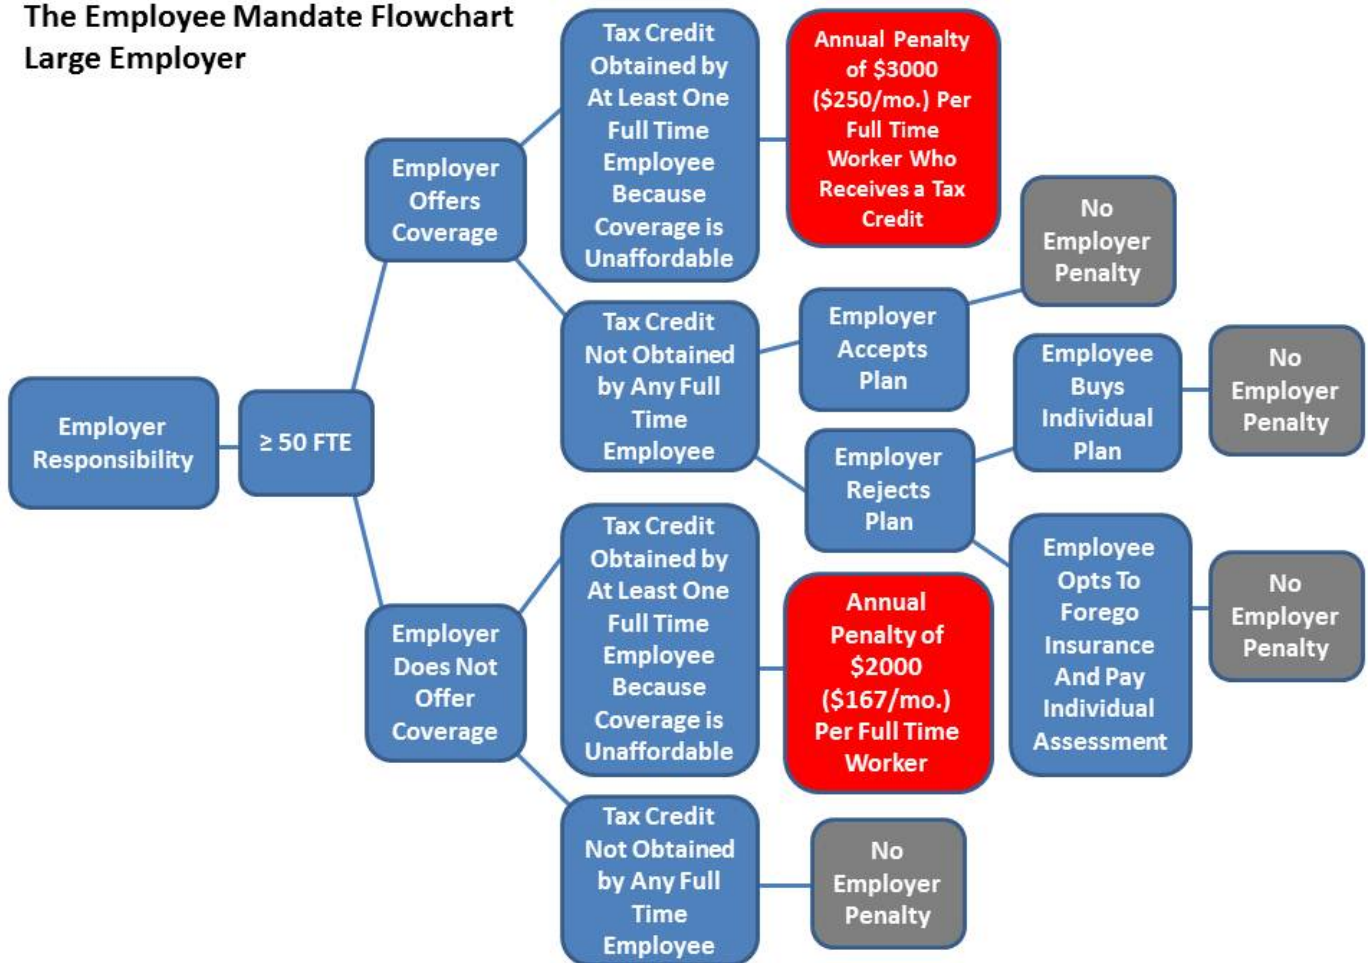 The Employee Mandate Flowchart
Large Employer
Employer
Responsibility
≥ 50 FTE
Employer
Offers
Coverage
Tax Credit
Obtained by
At Least One
Full Time
Employee
Because
Coverage is
Unaffordable
Annual Penalty
of $3000
($250/mo.) Per
Full Time
Worker Who
Receives a Tax
Credit
Tax Credit
Not Obtained
by Any Full
Time
Employee
Employer
Accepts
Plan
No
Employer
Penalty
Employer
Rejects
Plan
Employee
Buys
Individual
Plan
No
Employer
Penalty
Employee
Opts To
Forego
Insurance
And Pay
Individual
Assessment
No
Employer
Penalty
Employer
Does Not
Offer
Coverage
Tax Credit
Obtained by
At Least One
Full Time
Employee
Because
Coverage is
Unaffordable
Annual
Penalty of
$2000
($167/mo.)
Per Full Time
Worker
Tax Credit
Not Obtained
by Any Full
Time
Employee
No
Employer
Penalty